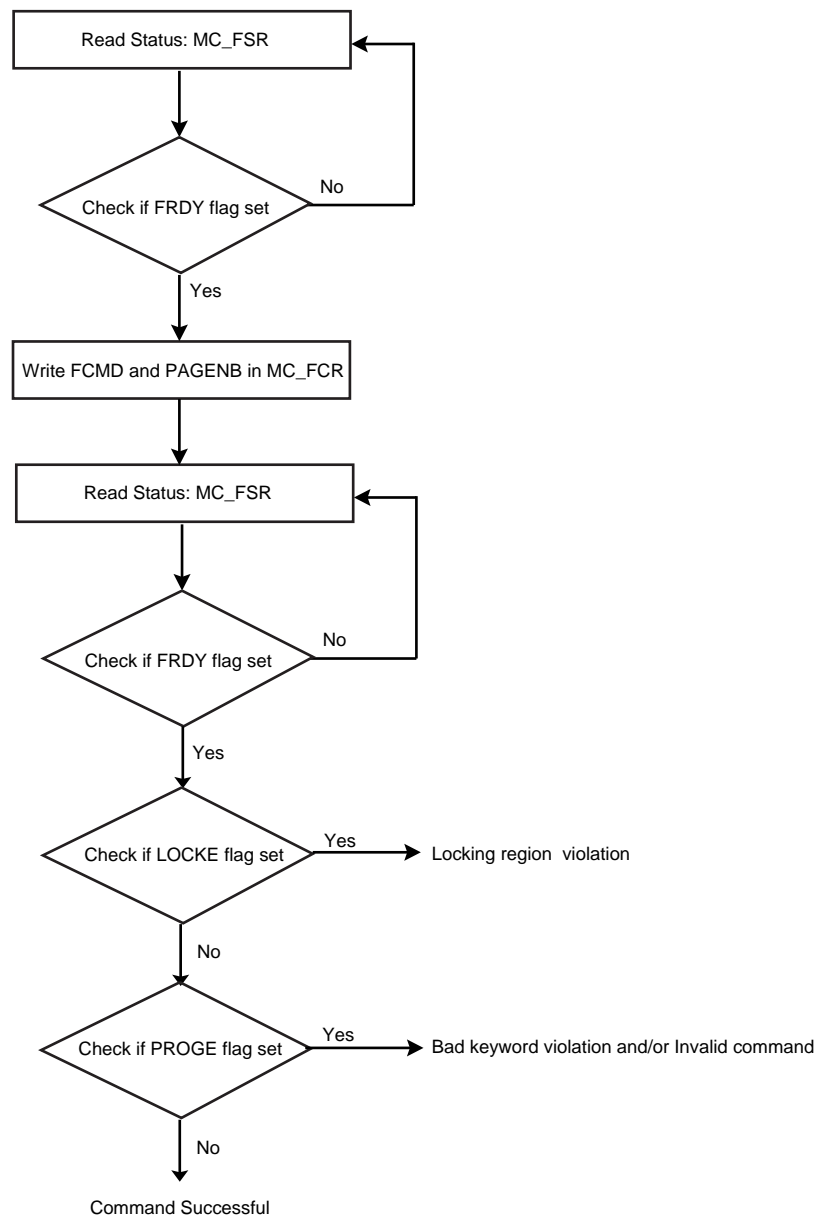 Read Status: MC_FSR
No
Check if FRDY flag set
Yes
Write FCMD and PAGENB in MC_FCR
Read Status: MC_FSR
No
Check if FRDY flag set
Yes
Check if LOCKE flag set
Yes
Locking region violation
No
Check if PROGE flag set
Yes
Bad keyword violation and/or Invalid command
No
Command Successful